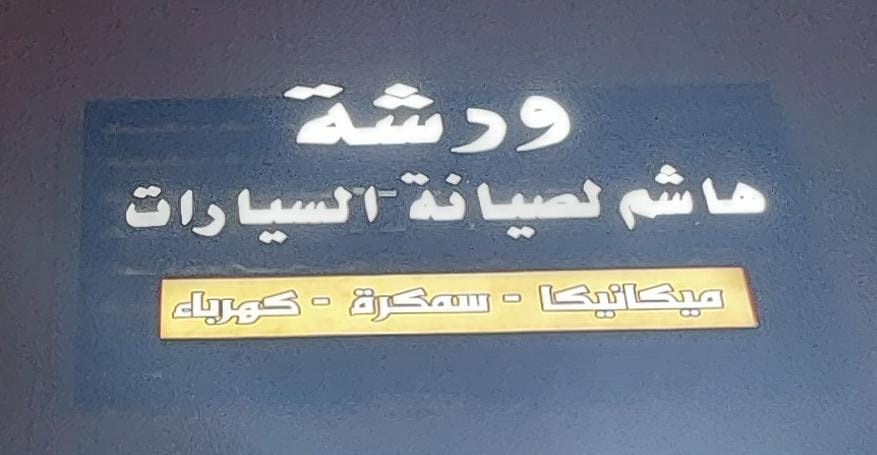 ورشة
هاشم لصيانة السيارات
ميكانيكا - سمكرة - كهرباء